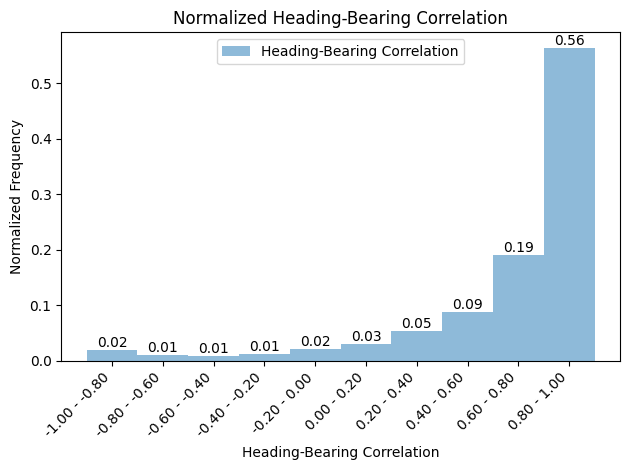 Normalized Heading-Bearing Correlation
Heading-Bearing Correlation
Normalized Frequency
0.5
0.4
0.3
0.2
0.1
0.0
0.02
0.01
0.01
0.01
0.02
0.03
0.05
0.09
0.19
0.56
-1.00 - -0.80
-0.80 - -0.60
-0.60 - -0.40
-0.40 - -0.20
-0.20 - 0.00
0.00 - 0.20
0.20 - 0.40
0.40 - 0.60
0.60 - 0.80
0.80 - 1.00
Heading-Bearing Correlation